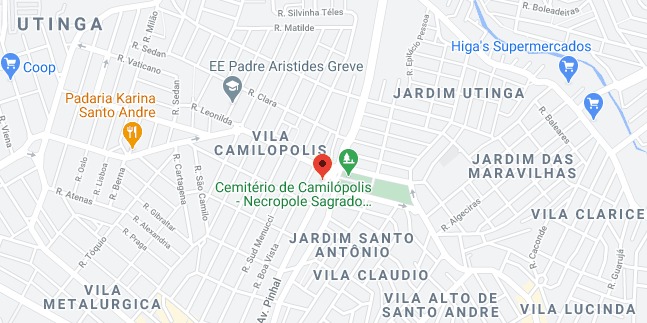 UTINGA
R. Milão
R. Silvinha Téles
R. Matilde
R. Boladeiras
R. Epifácio Pessoa
Higa's Supermercados
Coop
R. Sedan
R. Vaticano
EE Padre Aristides Greve
R. Clara
JARDIM UTINGA
Padaria Karina
Santo Andre
R. Sedan
R. Leonilda
R. Baleares
R. Viena
VILA
CAMILOPOLIS
JARDIM DAS
MARAVILHAS
R. Oslo
R. Lisboa
R. Berna
R. Cartagena
R. São Camilo
Cemitério de Camilópolis
- Necropole Sagrado...
R. Atenas
R. Gibraltar
R. Alexandria
R. Praga
R. Tóquio
R. Sud Menucci
R. Boa Vista
Av. Pinhal
R. Algeciras
VILA CLARICE
R. Caconde
R. Guarujá
JARDIM SANTO
ANTÔNIO
VILA CLAUDIO
VILA
METALURGICA
VILA ALTO DE
SANTO ANDRE
VILA LUCINDA